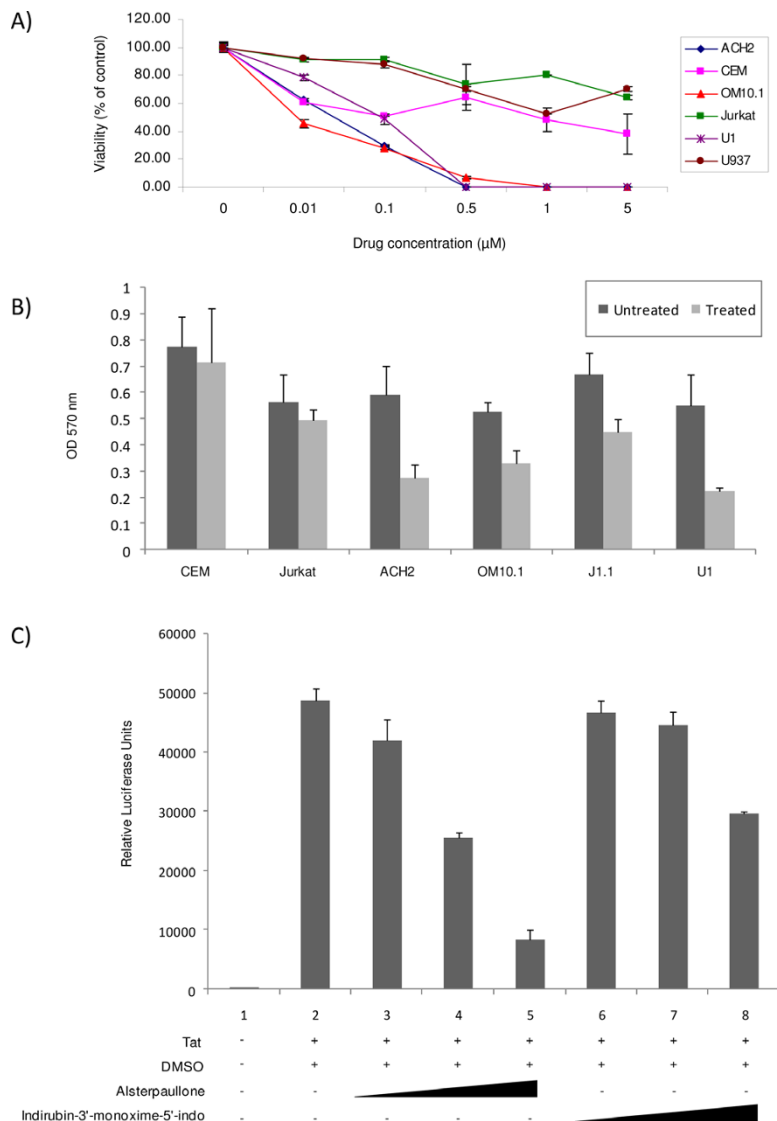 A)
120.00
100.00
80.00
60.00
40.00
20.00
0.00
Viability (% of control)
0 0.01 0.1 0.5 1 5
Drug concentration (µM)
ACH2
CEM
OM10.1
Jurkat
U1
U937
B)
1
0.9
0.8
0.7
0.6
0.5
0.4
0.3
0.2
0.1
0
OD 570 nm
Untreated Treated
CEM Jurkat ACH2 OM10.1 J1.1 U1
C)
60000
50000
40000
30000
20000
10000
0
Relative Luciferase Units
1 2 3 4 5 6 7 8
Tat - + + + + + + +
DMSO - + + + + + + +
Alsterpaullone - - - - -
Indirubin-3'-monoxime-5'-indo - - - - -